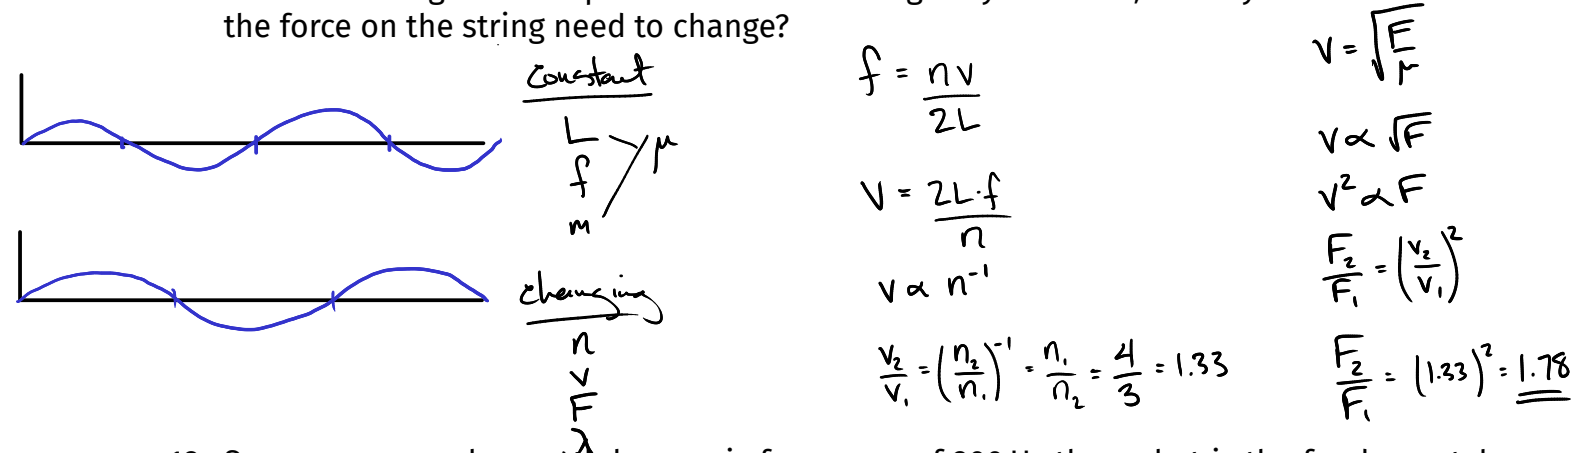 the force on the string need to change?
constant
L
f
m
μ
changing
n
v
F
λ
f = nv/2L
V = 2L·f/n
v ∝ n⁻¹
v₂/v₁ = (n₂/n₁)⁻¹ = n₁/n₂ = 4/3 = 1.33
v = √(F/μ)
v ∝ √F
v² ∝ F
F₂/F₁ = (v₂/v₁)²
F₂/F₁ = (1.33)² = 1.78